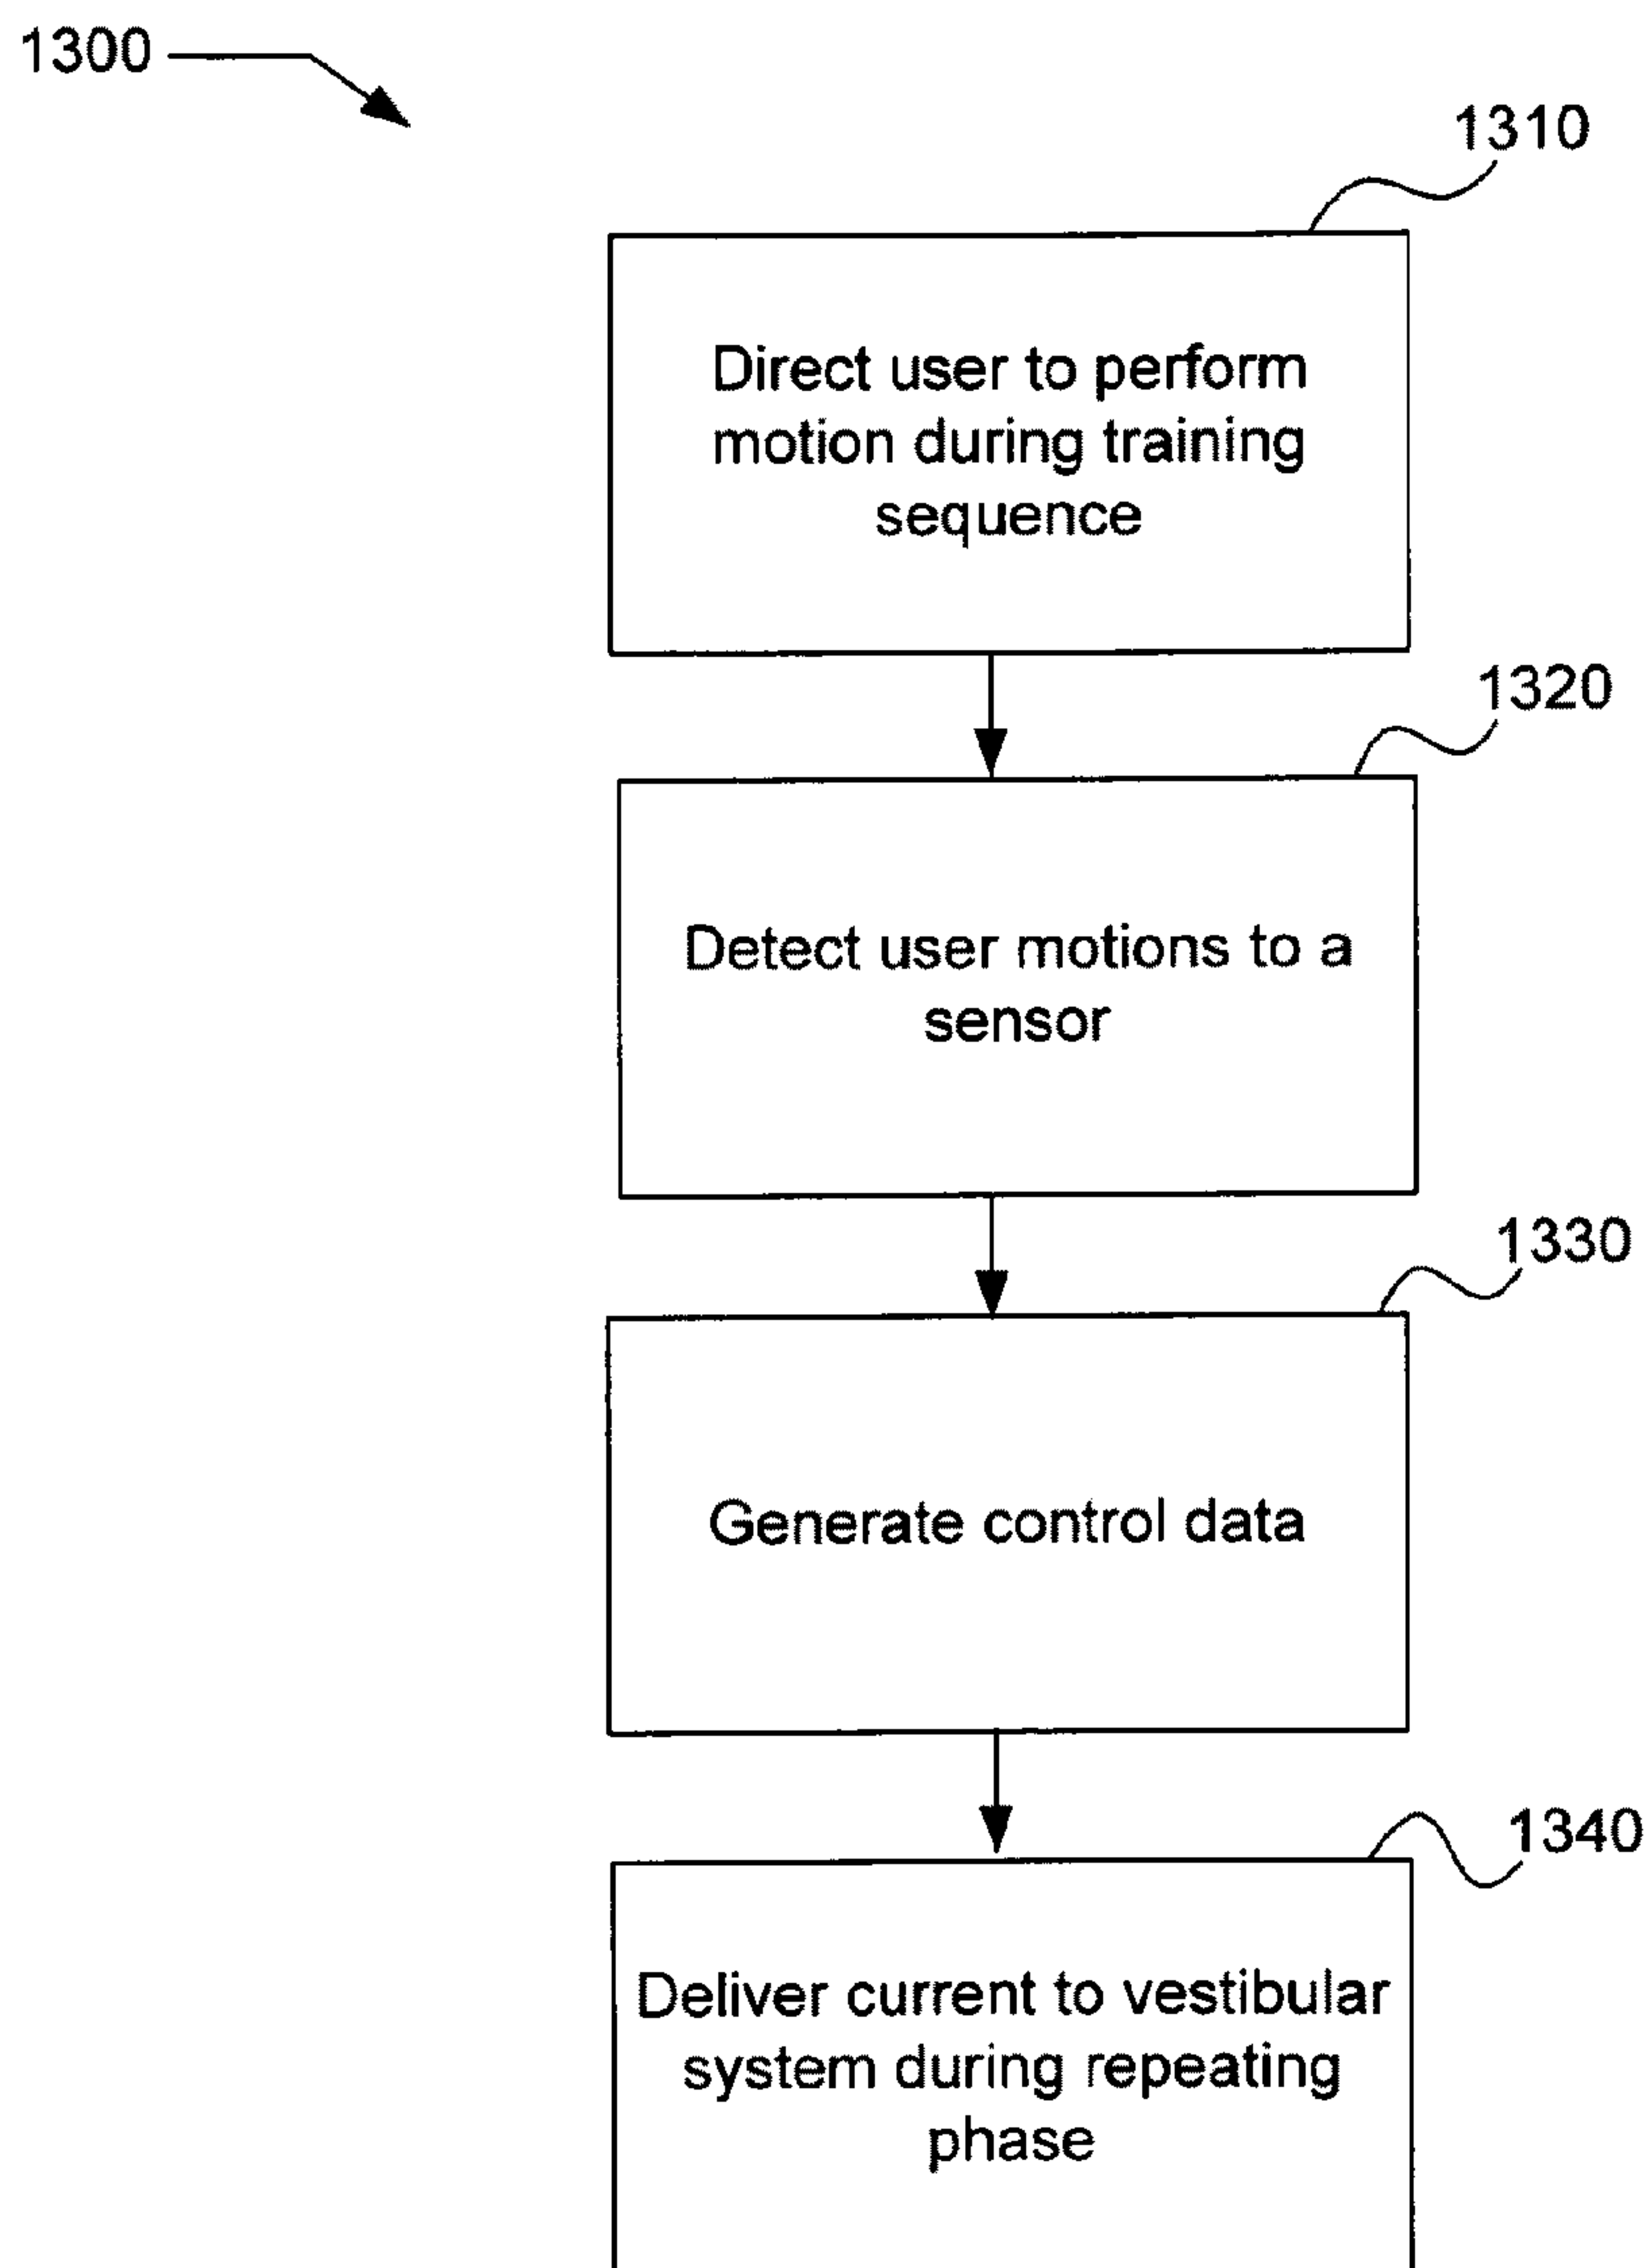 1300
1310
Direct user to perform
motion during training
sequence
1320
Detect user motions to a
sensor
1330
Generate control data
1340
Deliver current to vestibular
system during repeating
phase